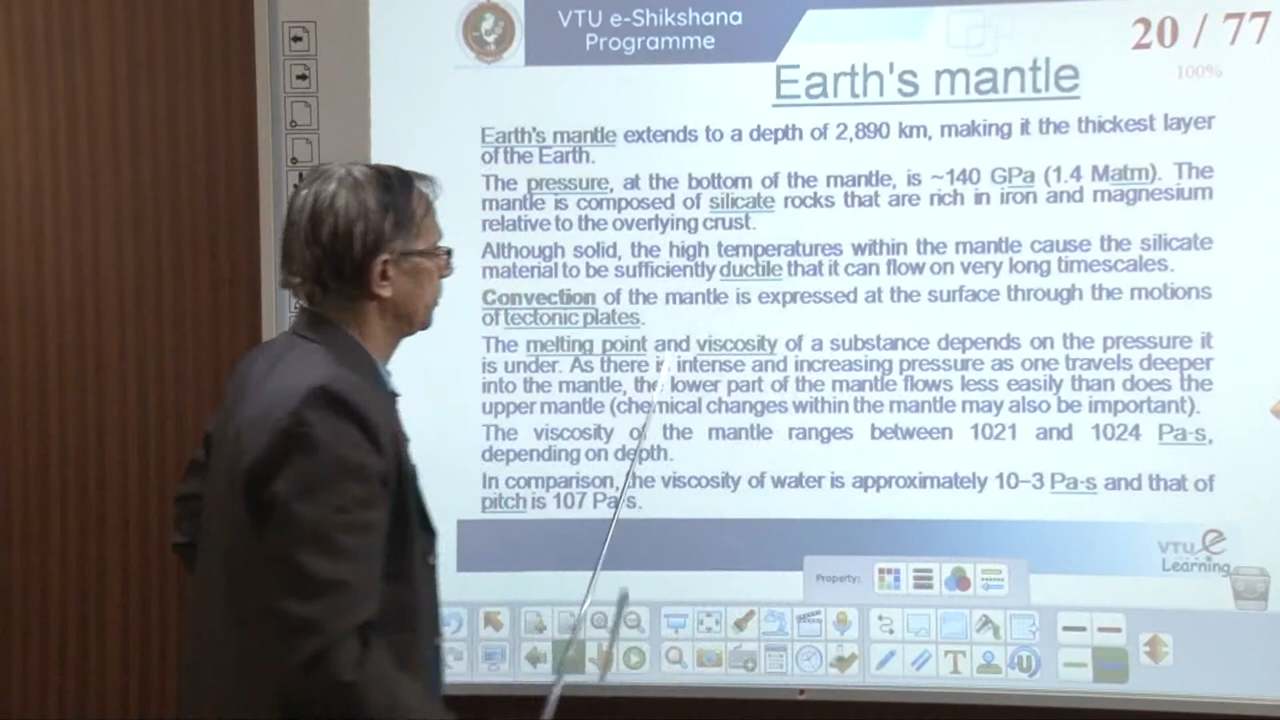 VTU e-Shikshana
Programme
20 / 77
100%
Earth's mantle
Earth's mantle extends to a depth of 2,890 km, making it the thickest layer
of the Earth.
The pressure, at the bottom of the mantle, is ~140 GPa (1.4 Matm). The
mantle is composed of silicate rocks that are rich in iron and magnesium
relative to the overlying crust.
Although solid, the high temperatures within the mantle cause the silicate
material to be sufficiently ductile that it can flow on very long timescales.
Convection of the mantle is expressed at the surface through the motions
of tectonic plates.
The melting point and viscosity of a substance depends on the pressure it
is under. As there is intense and increasing pressure as one travels deeper
into the mantle, the lower part of the mantle flows less easily than does the
upper mantle (chemical changes within the mantle may also be important).
The viscosity of the mantle ranges between 1021 and 1024 Pa-s,
depending on depth.
In comparison, the viscosity of water is approximately 10–3 Pa-s and that of
pitch is 107 Pa-s.
VTU e
Learning
Property:
T